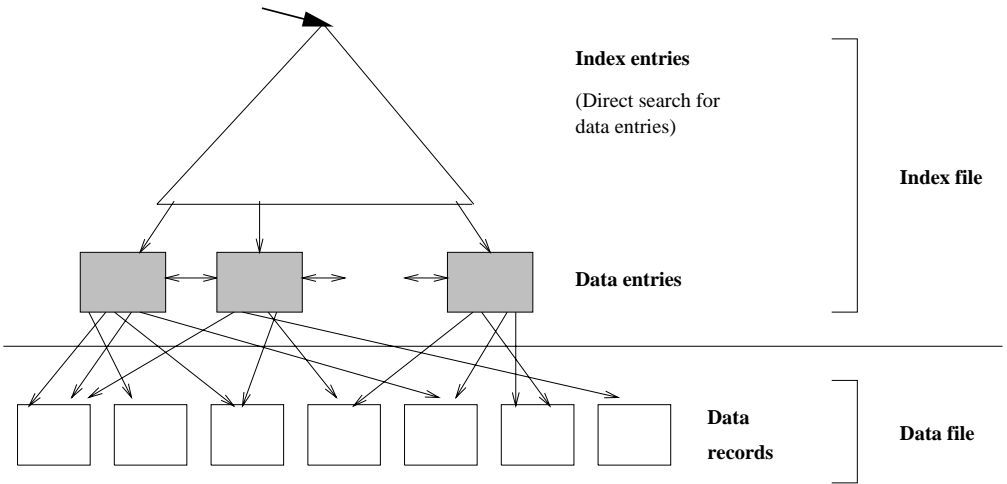 Index entries
(Direct search for
data entries)
Index file
Data entries
Data
records
Data file